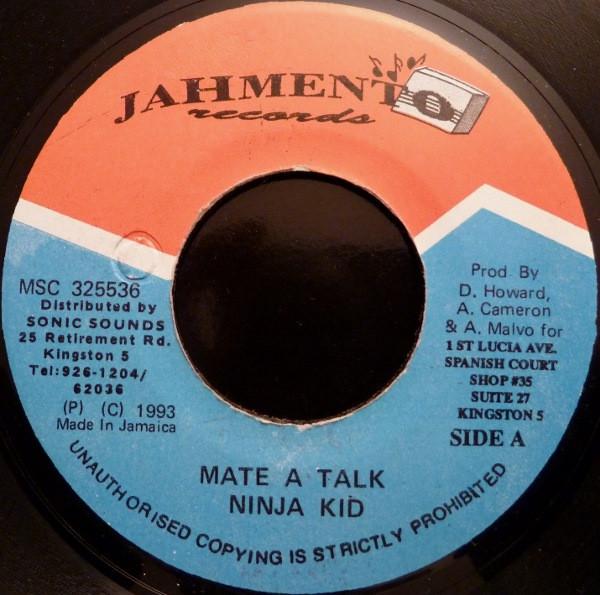 JAHMENT
records
MSC 325536
Distributed by
SONIC SOUNDS
25 Retirement Rd.
Kingston 5
Tel:926-1204/
62036
(P) (C) 1993
Made In Jamaica
Prod By
D. Howard,
A. Cameron
& A. Malvo for
1 ST LUCIA AVE.
SPANISH COURT
SHOP #35
SUITE 27
KINGSTON 5
SIDE A
MATE A TALK
NINJA KID
UNAUTHORISED COPYING IS STRICTLY PROHIBITED